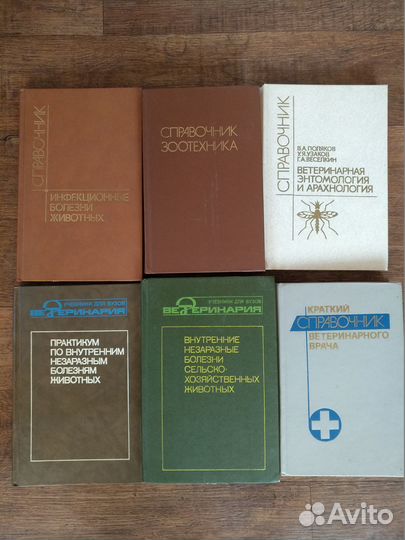 СПРАВОЧНИК
ИНФЕКЦИОННЫЕ
БОЛЕЗНИ
ЖИВОТНЫХ
СПРАВОЧНИК
ЗООТЕХНИКА
СПРАВОЧНИК
В.А.ПОЛЯКОВ
У.Я.УЗАКОВ
Г.А.ВЕСЕЛКИН
ВЕТЕРИНАРНАЯ
ЭНТОМОЛОГИЯ
И АРАХНОЛОГИЯ
УЧЕБНИК ДЛЯ ВУЗОВ
ВЕТЕРИНАРИЯ
ПРАКТИКУМ
ПО ВНУТРЕННИМ
НЕЗАРАЗНЫМ
БОЛЕЗНЯМ
ЖИВОТНЫХ
УЧЕБНИК ДЛЯ ВУЗОВ
ВЕТЕРИНАРИЯ
ВНУТРЕННИЕ
НЕЗАРАЗНЫЕ
БОЛЕЗНИ
СЕЛЬСКО-
ХОЗЯЙСТВЕННЫХ
ЖИВОТНЫХ
КРАТКИЙ
СПРАВОЧНИК
ВЕТЕРИНАРНОГО
ВРАЧА
Avito